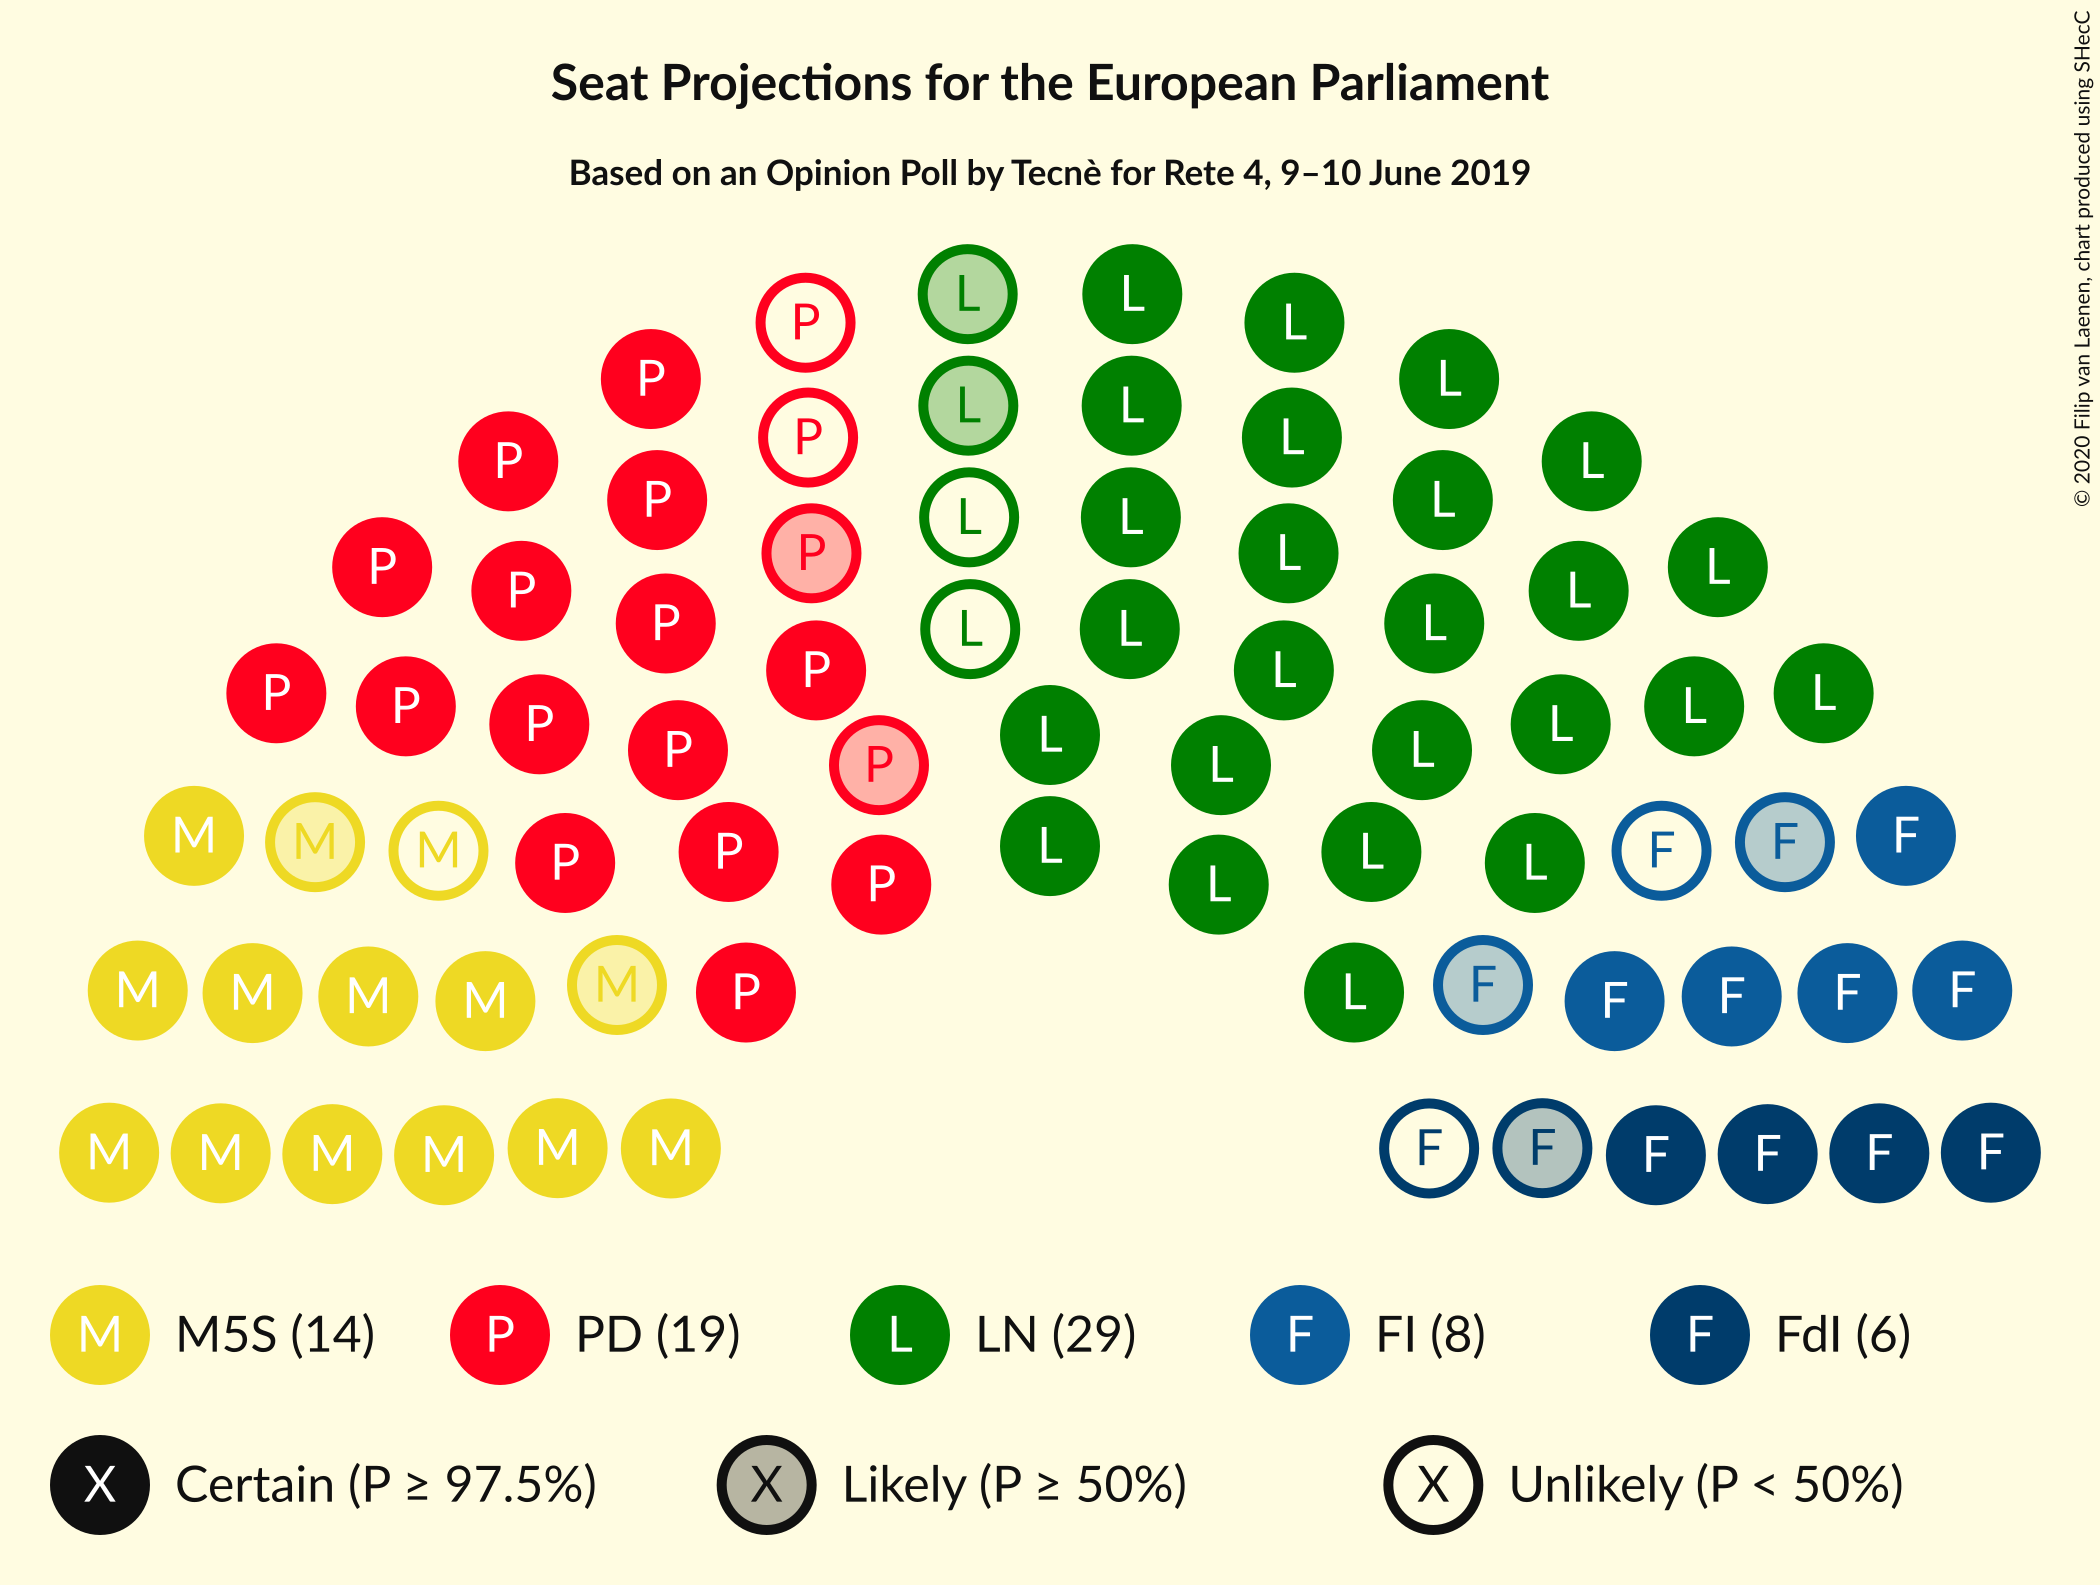 Seat Projections for the European Parliament
Based on an Opinion Poll by Tecnè for Rete 4, 9–10 June 2019
© 2020 Filip van Laenen, chart produced using SHecC
L L
P L
P L
L L
P P
P L
P L
P L
L L
P L
P L
P L
P L
L L
P L
P L
P P P P L L L L
L
P L
M M M P P P L L L L F F F
M M M M M P L F F F F F
M M M M M M F F F F F F
M M5S (14) P PD (19) L LN (29) F FI (8) F FdI (6)
X Certain (P ≥ 97.5%) X Likely (P ≥ 50%) X Unlikely (P < 50%)